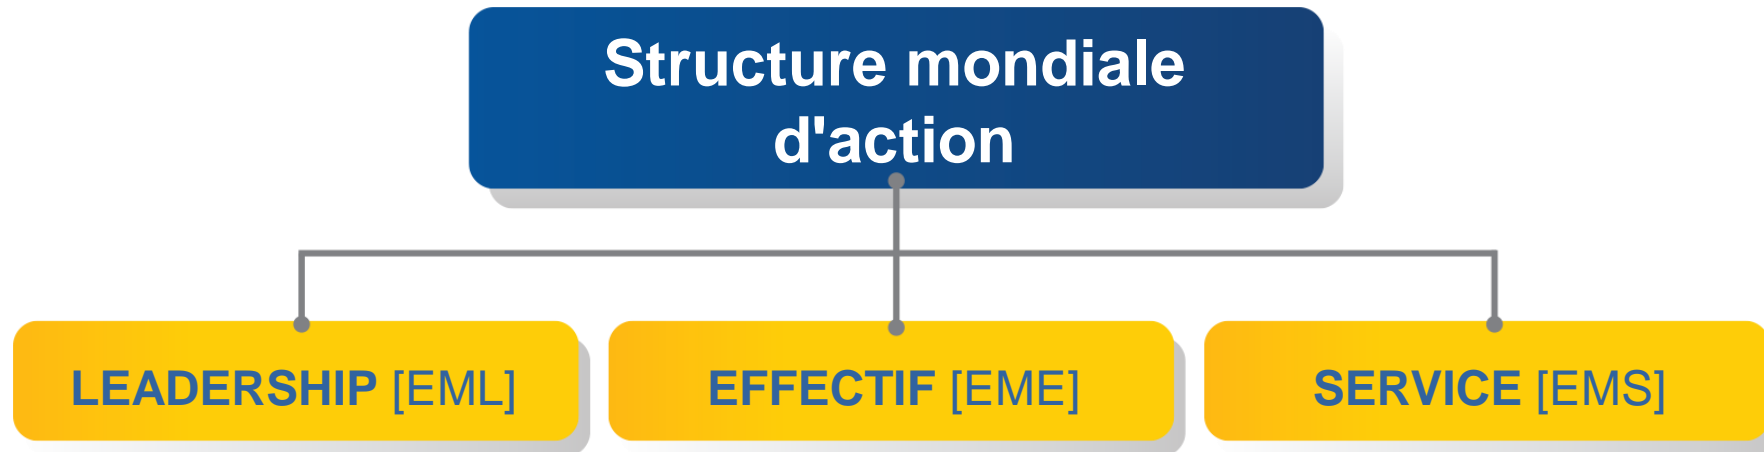 Structure mondiale
d'action
LEADERSHIP [EML]
EFFECTIF [EME]
SERVICE [EMS]